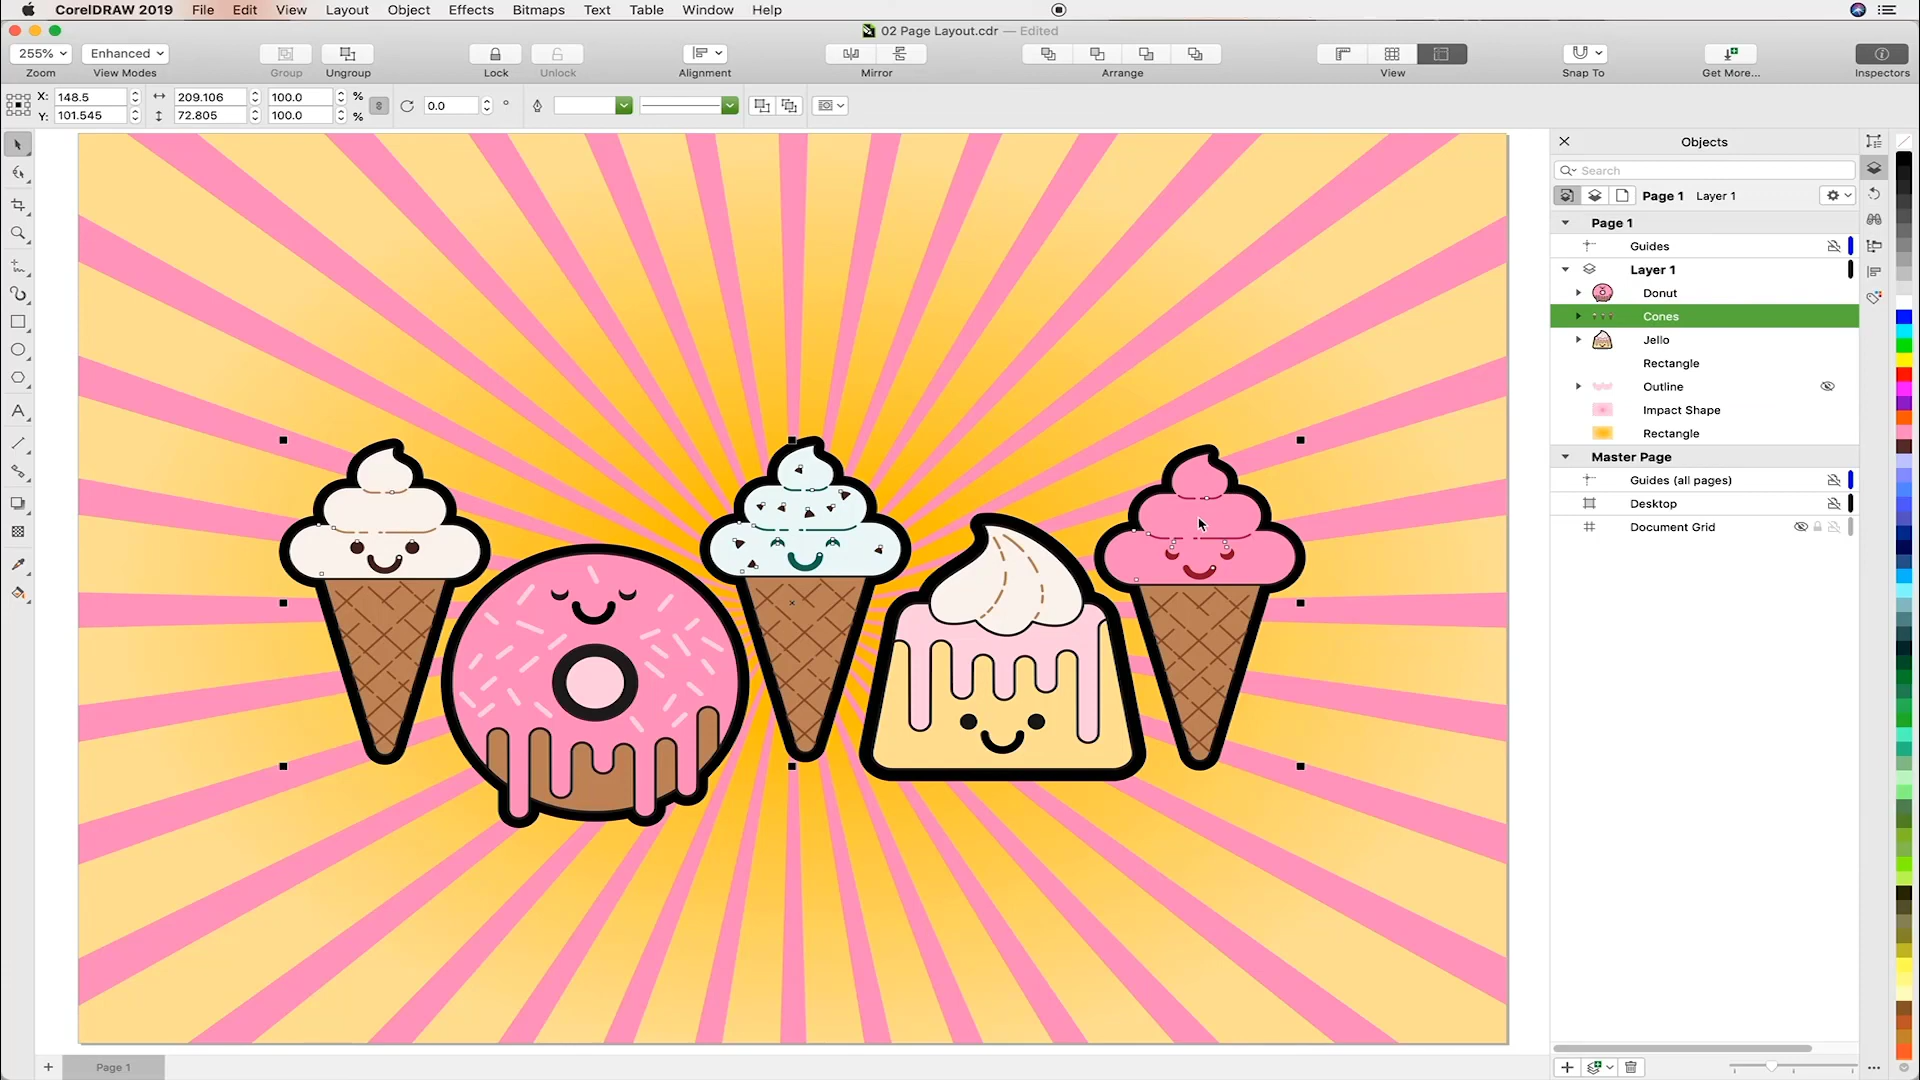 CorelDRAW 2019 File Edit View Layout Object Effects Bitmaps Text Table Window Help
02 Page Layout.cdr — Edited
255% Enhanced
Zoom View Modes Group Ungroup Lock Unlock Alignment Mirror Arrange View Snap To Get More... Inspectors
X: 148.5 209.106 100.0 %
Y: 101.545 72.805 100.0 %
0.0 °
Objects
Search
Page 1 Layer 1
Page 1
Guides
Layer 1
Donut
Cones
Jello
Rectangle
Outline
Impact Shape
Rectangle
Master Page
Guides (all pages)
Desktop
Document Grid
Page 1